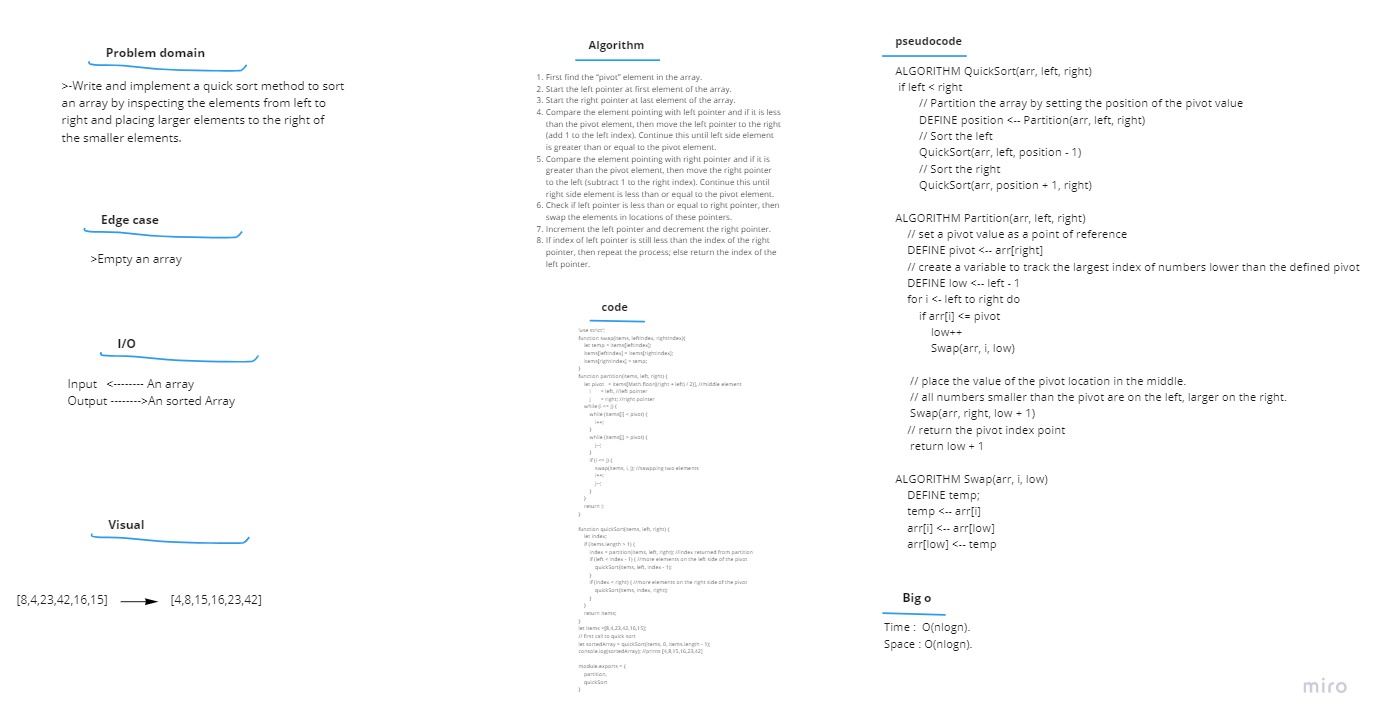 Problem domain
>-Write and implement a quick sort method to sort
an array by inspecting the elements from left to
right and placing larger elements to the right of
the smaller elements.
Edge case
>Empty an array
I/O
Input <-------- An array
Output -------->An sorted Array
Visual
[8,4,23,42,16,15]
[4,8,15,16,23,42]
Algorithm
1. First find the "pivot" element in the array.
2. Start the left pointer at first element of the array.
3. Start the right pointer at last element of the array.
4. Compare the element pointing with left pointer and if it is less
than the pivot element, then move the left pointer to the right
(add 1 to the left index). Continue this until left side element
is greater than or equal to the pivot element.
5. Compare the element pointing with right pointer and if it is
greater than the pivot element, then move the right pointer
to the left (subtract 1 to the right index). Continue this until
right side element is less than or equal to the pivot element.
6. Check if left pointer is less than or equal to right pointer, then
swap the elements in locations of these pointers.
7. Increment the left pointer and decrement the right pointer.
8. If index of left pointer is still less than the index of the right
pointer, then repeat the process; else return the index of the
left pointer.
code
'use strict';
function swap(items, leftIndex, rightIndex){
let temp = items[leftIndex];
items[leftIndex] = items[rightIndex];
items[rightIndex] = temp;
}
function partition(items, left, right) {
let pivot = items[Math.floor((right + left) / 2)], //middle element
i = left, //left pointer
j = right; //right pointer
while (i <= j) {
while (items[i] < pivot) {
i++;
}
while (items[j] > pivot) {
j--;
}
if (i <= j) {
swap(items, i, j); //sawpping two elements
i++;
j--;
}
}
return i;
}
function quickSort(items, left, right) {
let index;
if (items.length > 1) {
index = partition(items, left, right); //index returned from partition
if (left < index - 1) { //more elements on the left side of the pivot
quickSort(items, left, index - 1);
}
if (index < right) { //more elements on the right side of the pivot
quickSort(items, index, right);
}
}
return items;
}
let items =[8,4,23,42,16,15];
// first call to quick sort
let sortedArray = quickSort(items, 0, items.length - 1);
console.log(sortedArray); //prints [4,8,15,16,23,42]
module.exports = {
partition,
quickSort
}
pseudocode
ALGORITHM QuickSort(arr, left, right)
if left < right
// Partition the array by setting the position of the pivot value
DEFINE position <-- Partition(arr, left, right)
// Sort the left
QuickSort(arr, left, position - 1)
// Sort the right
QuickSort(arr, position + 1, right)
ALGORITHM Partition(arr, left, right)
// set a pivot value as a point of reference
DEFINE pivot <-- arr[right]
// create a variable to track the largest index of numbers lower than the defined pivot
DEFINE low <-- left - 1
for i <- left to right do
if arr[i] <= pivot
low++
Swap(arr, i, low)
// place the value of the pivot location in the middle.
// all numbers smaller than the pivot are on the left, larger on the right.
Swap(arr, right, low + 1)
// return the pivot index point
return low + 1
ALGORITHM Swap(arr, i, low)
DEFINE temp;
temp <-- arr[i]
arr[i] <-- arr[low]
arr[low] <-- temp
Big o
Time : O(nlogn).
Space : O(nlogn).
miro